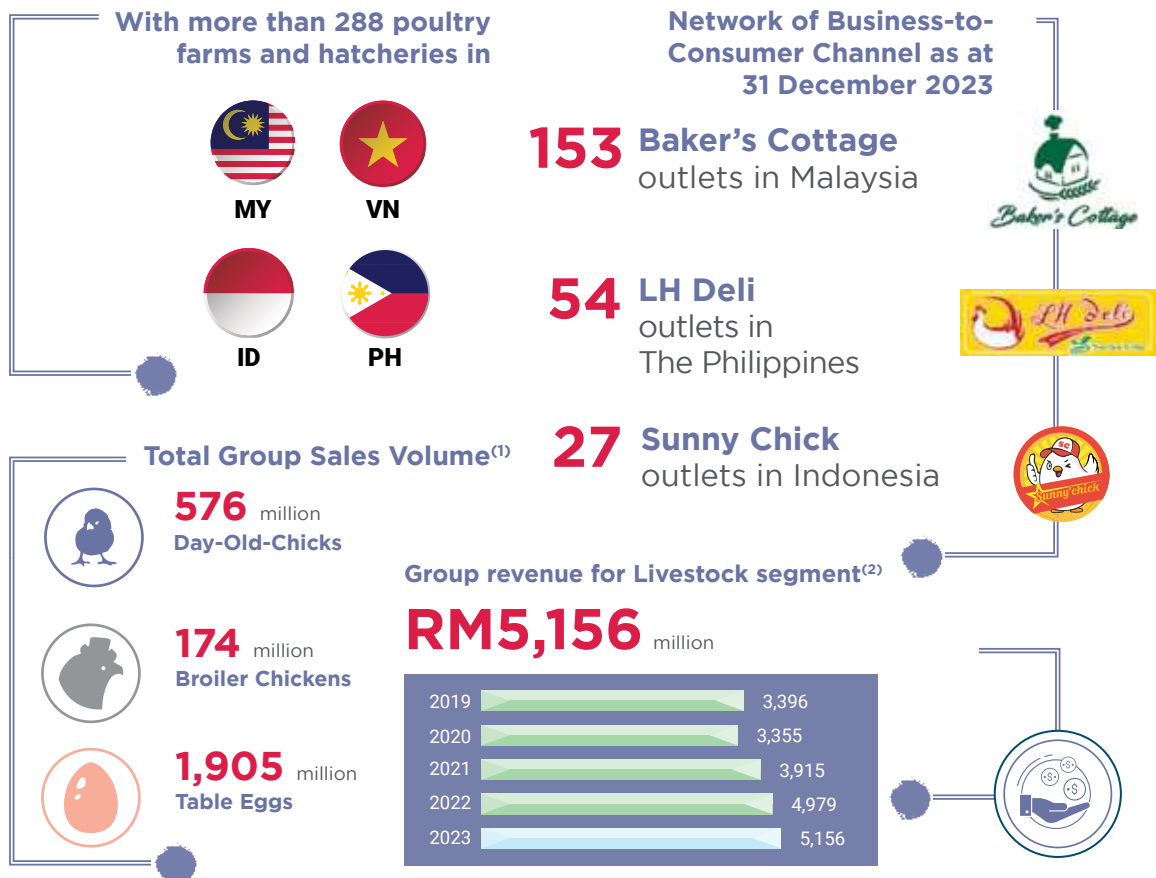 With more than 288 poultry
farms and hatcheries in
MY
VN
ID
PH
Network of Business-to-
Consumer Channel as at
31 December 2023
153 Baker's Cottage
outlets in Malaysia
Baker's Cottage
54 LH Deli
outlets in
The Philippines
LH Deli
27 Sunny Chick
outlets in Indonesia
SC
Sunny chick
Total Group Sales Volume(1)
576 million
Day-Old-Chicks
174 million
Broiler Chickens
1,905 million
Table Eggs
Group revenue for Livestock segment(2)
RM5,156 million
2019 3,396
2020 3,355
2021 3,915
2022 4,979
2023 5,156
$
$
$